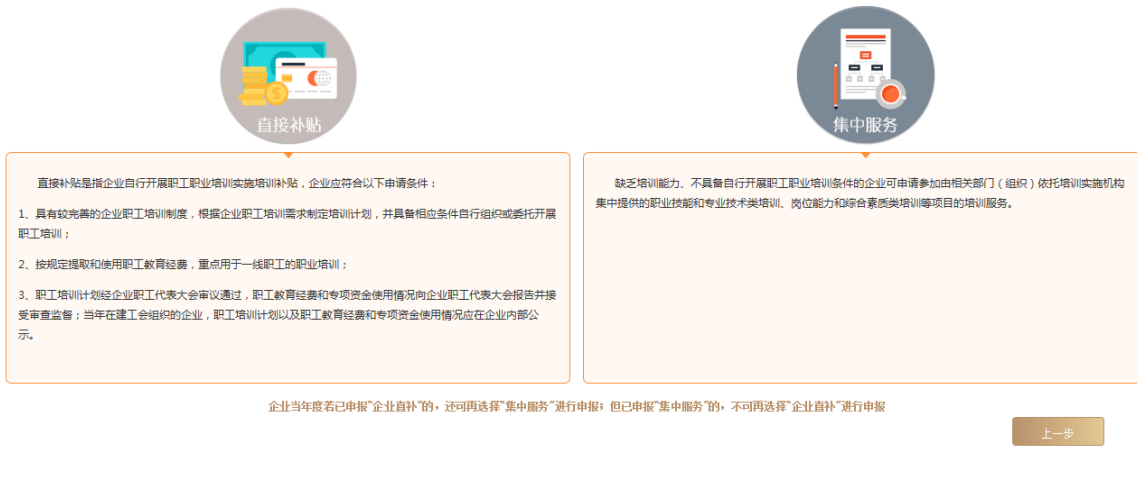 直接补贴
集中服务
直接补贴是指企业自行开展职工职业培训实施培训补贴，企业应符合以下申请条件：
1、具有较完善的企业职工培训制度，根据企业职工培训需求制定培训计划，并具备相应条件自行组织或委托开展
职工培训；
2、按规定提取和使用职工教育经费，重点用于一线职工的职业培训；
3、职工培训计划经企业职工代表大会审议通过，职工教育经费和专项资金使用情况向企业职工代表大会报告并接
受审查监督；当年在建工会组织的企业，职工培训计划以及职工教育经费和专项资金使用情况应在企业内部公
示。
缺乏培训能力、不具备自行开展职工职业培训条件的企业可申请参加由相关部门（组织）依托培训实施机构
集中提供的职业技能和专业技术类培训、岗位能力和综合素质类培训等项目的培训服务。
企业当年度若已申报"企业直补"的，还可再选择"集中服务"进行申报；但已申报"集中服务"的，不可再选择"企业直补"进行申报
上一步